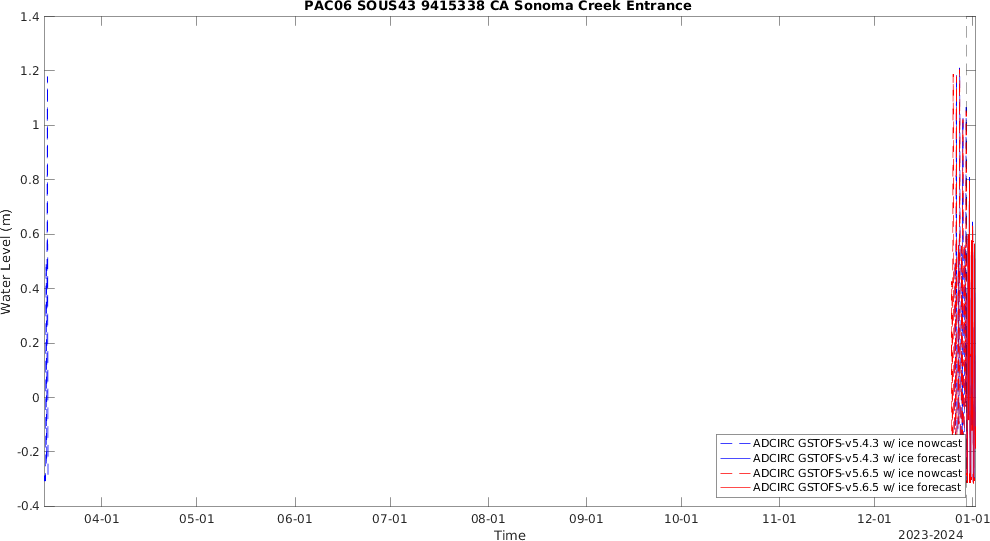 PAC06 SOUS43 9415338 CA Sonoma Creek Entrance
1.4
1.2
1
0.8
0.6
0.4
0.2
0
-0.2
-0.4
Water Level (m)
ADCIRC GSTOFS-v5.4.3 w/ ice nowcast
ADCIRC GSTOFS-v5.4.3 w/ ice forecast
ADCIRC GSTOFS-v5.6.5 w/ ice nowcast
ADCIRC GSTOFS-v5.6.5 w/ ice forecast
04-01 05-01 06-01 07-01 08-01 09-01 10-01 11-01 12-01 01-01
Time
2023-2024